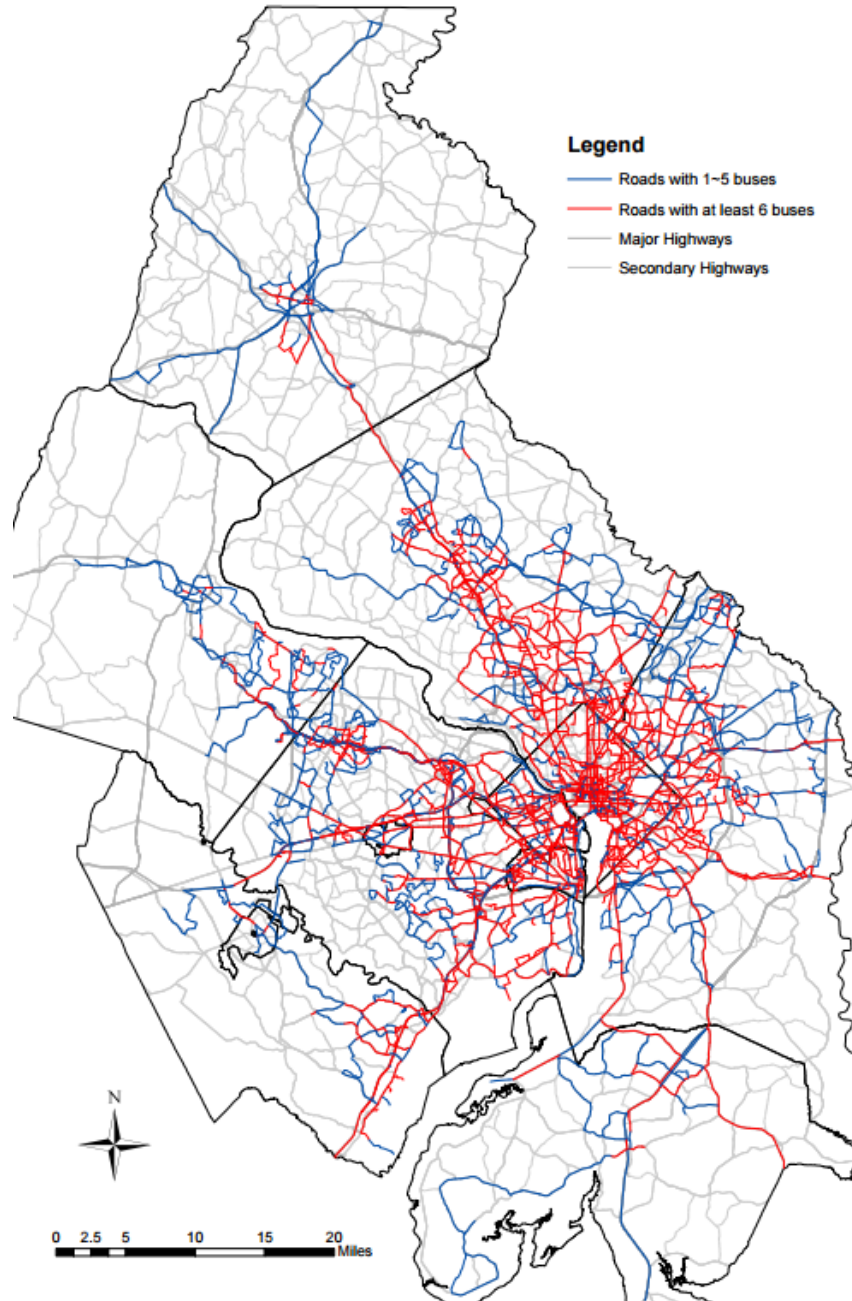 Legend
Roads with 1~5 buses
Roads with at least 6 buses
Major Highways
Secondary Highways
N
0 2.5 5 10 15 20
Miles